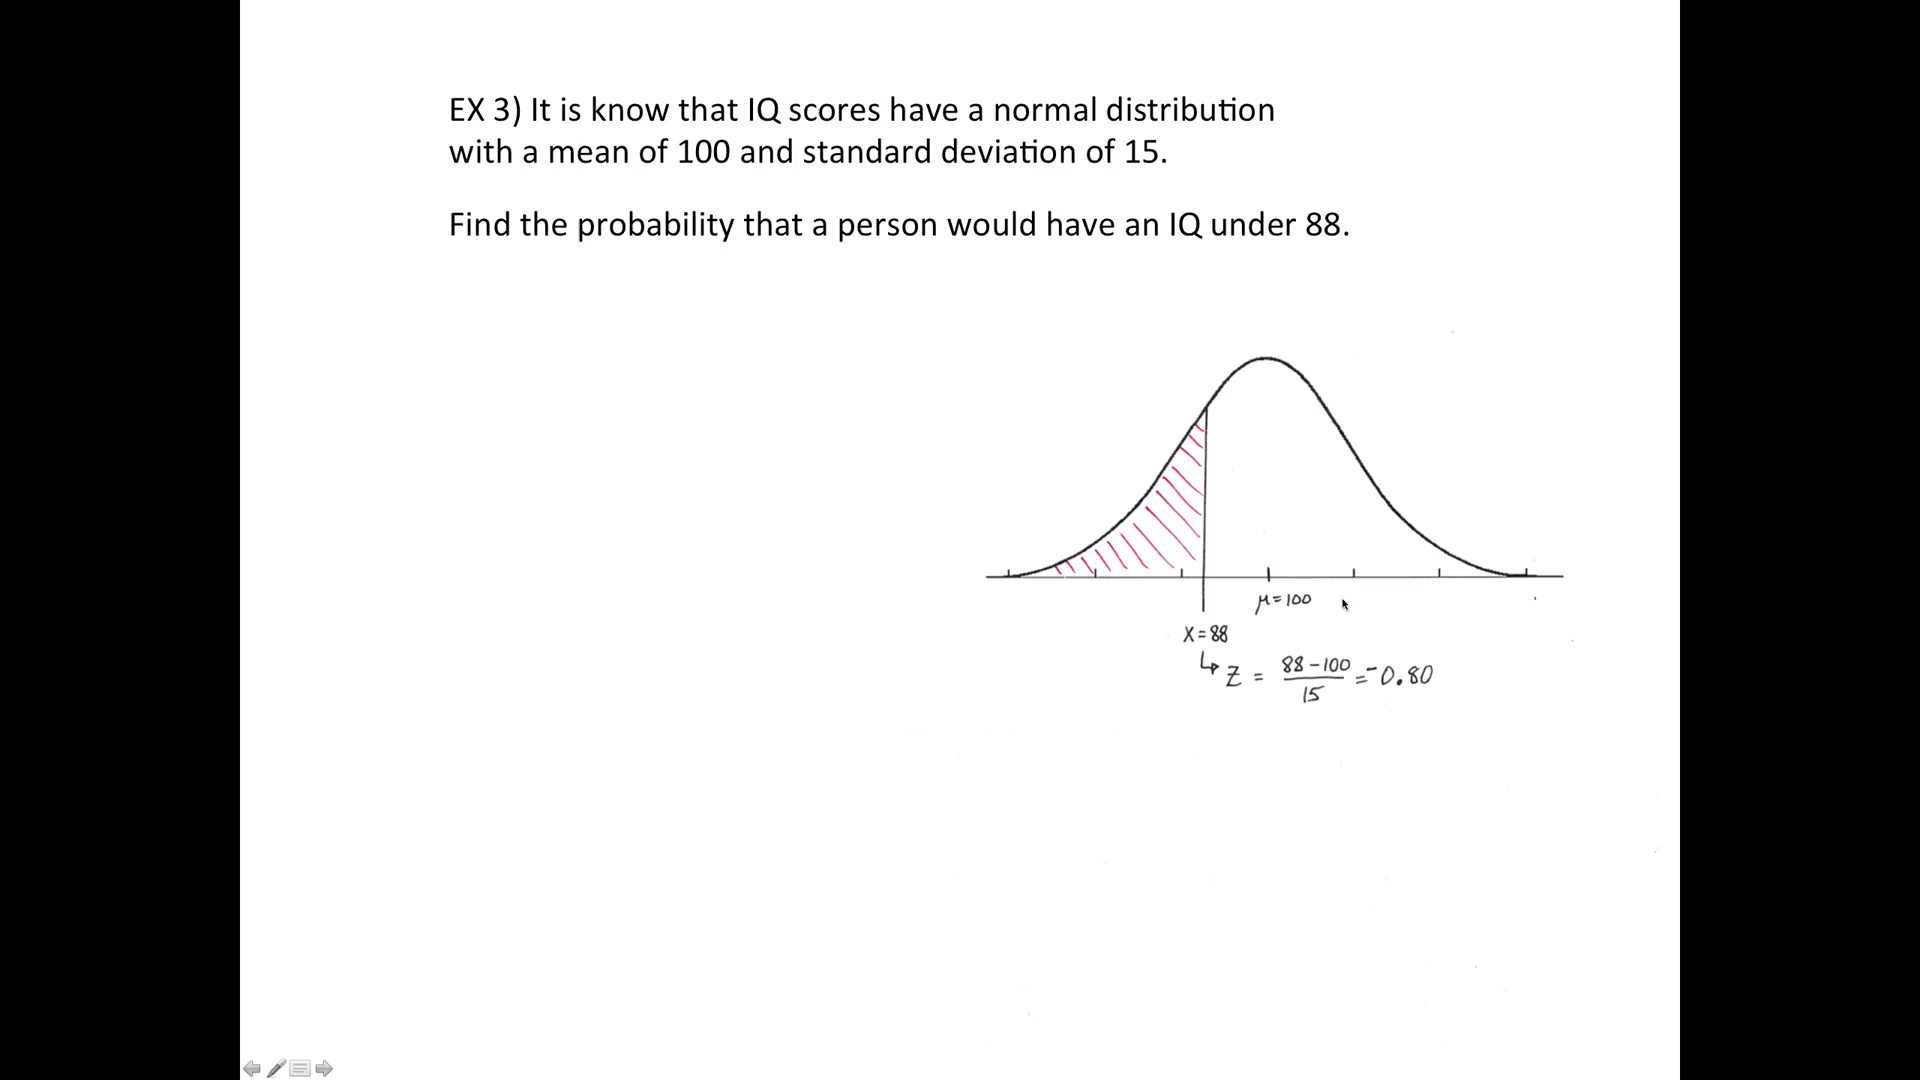 EX 3) It is know that IQ scores have a normal distribution
with a mean of 100 and standard deviation of 15.
Find the probability that a person would have an IQ under 88.
μ=100
X=88
↳ Z = 88-100/15 = -0.80